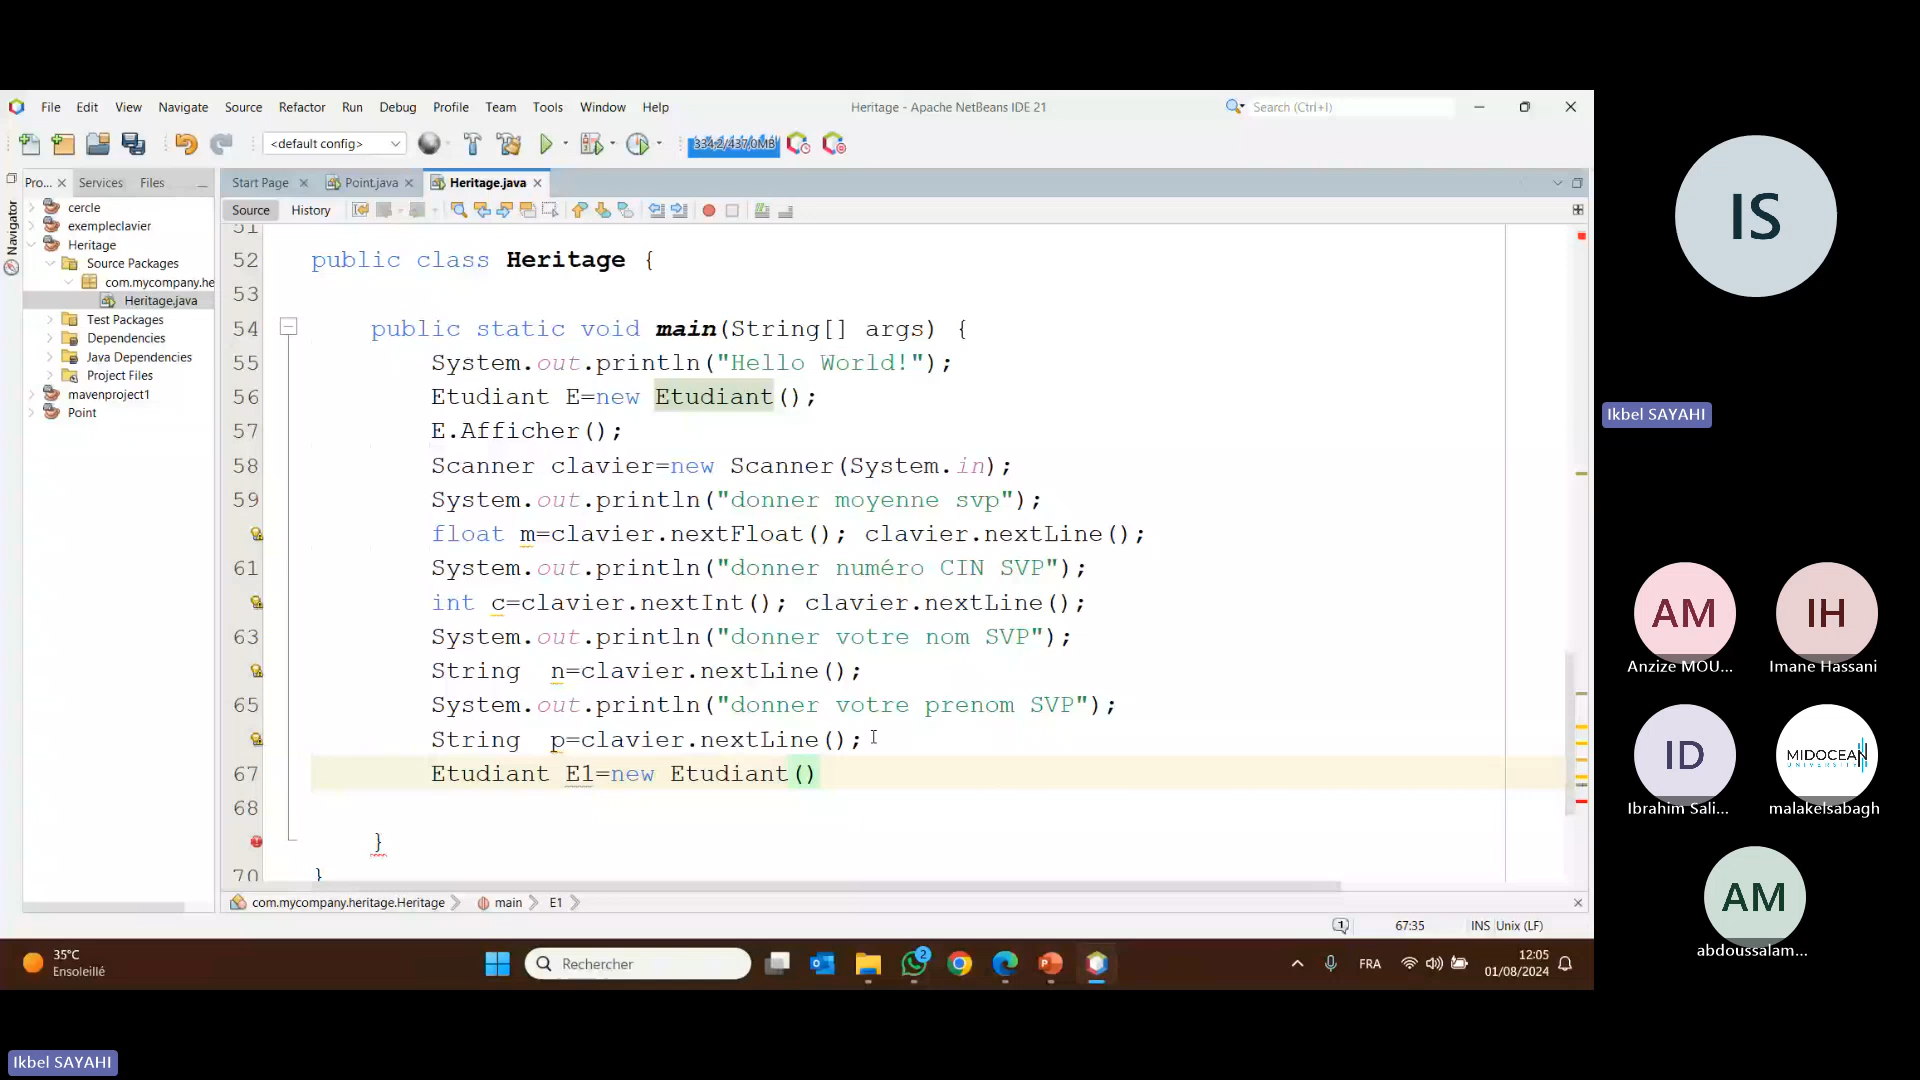 File Edit View Navigate Source Refactor Run Debug Profile Team Tools Window Help
Heritage - Apache NetBeans IDE 21
Search (Ctrl+I)
<default config>
334,2/437,0MB
Pro... Services Files
Start Page Point.java Heritage.java
Source History
Navigator
cercle
exempleclavier
Heritage
Source Packages
com.mycompany.he
Heritage.java
Test Packages
Dependencies
Java Dependencies
Project Files
mavenproject1
Point
51
52 public class Heritage {
53
54 public static void main(String[] args) {
55 System.out.println("Hello World!");
56 Etudiant E=new Etudiant();
57 E.Afficher();
58 Scanner clavier=new Scanner(System.in);
59 System.out.println("donner moyenne svp");
float m=clavier.nextFloat(); clavier.nextLine();
61 System.out.println("donner numéro CIN SVP");
int c=clavier.nextInt(); clavier.nextLine();
63 System.out.println("donner votre nom SVP");
String n=clavier.nextLine();
65 System.out.println("donner votre prenom SVP");
String p=clavier.nextLine();
67 Etudiant E1=new Etudiant()
68
}
70 }
com.mycompany.heritage.Heritage main E1
1 67:35 INS Unix (LF)
35°C
Ensoleillé
Rechercher
2
FRA
12:05
01/08/2024
IS
Ikbel SAYAHI
AM IH
Anzize MOU... Imane Hassani
ID MIDOCEAN
UNIVERSITY
Ibrahim Sali... malakelsabagh
AM
abdoussalam...
Ikbel SAYAHI